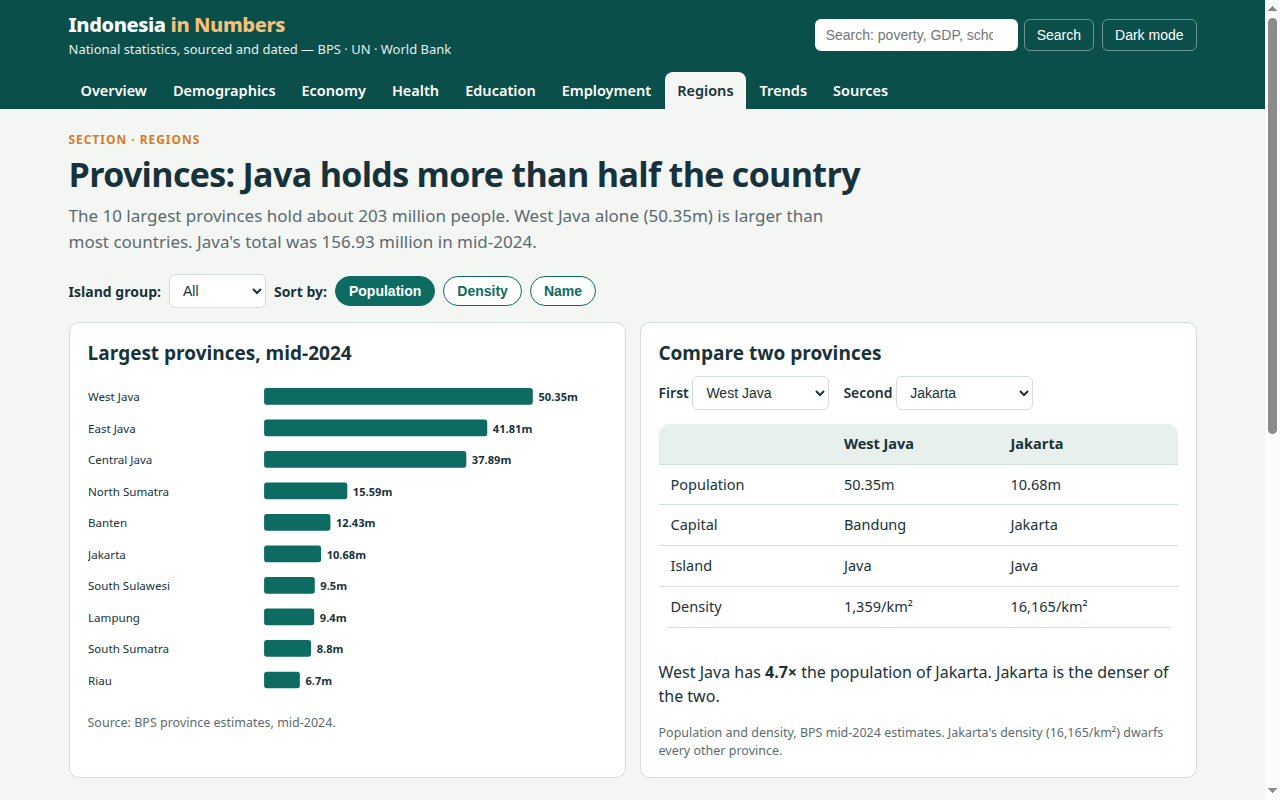 Indonesia in Numbers
National statistics, sourced and dated — BPS · UN · World Bank
Search: poverty, GDP, scho
Search
Dark mode
Overview Demographics Economy Health Education Employment Regions Trends Sources
SECTION · REGIONS
Provinces: Java holds more than half the country
The 10 largest provinces hold about 203 million people. West Java alone (50.35m) is larger than
most countries. Java's total was 156.93 million in mid-2024.
Island group: All Sort by: Population Density Name
Largest provinces, mid-2024
West Java 50.35m
East Java 41.81m
Central Java 37.89m
North Sumatra 15.59m
Banten 12.43m
Jakarta 10.68m
South Sulawesi 9.5m
Lampung 9.4m
South Sumatra 8.8m
Riau 6.7m
Source: BPS province estimates, mid-2024.
Compare two provinces
First West Java Second Jakarta
West Java Jakarta
Population 50.35m 10.68m
Capital Bandung Jakarta
Island Java Java
Density 1,359/km² 16,165/km²
West Java has 4.7× the population of Jakarta. Jakarta is the denser of
the two.
Population and density, BPS mid-2024 estimates. Jakarta's density (16,165/km²) dwarfs
every other province.